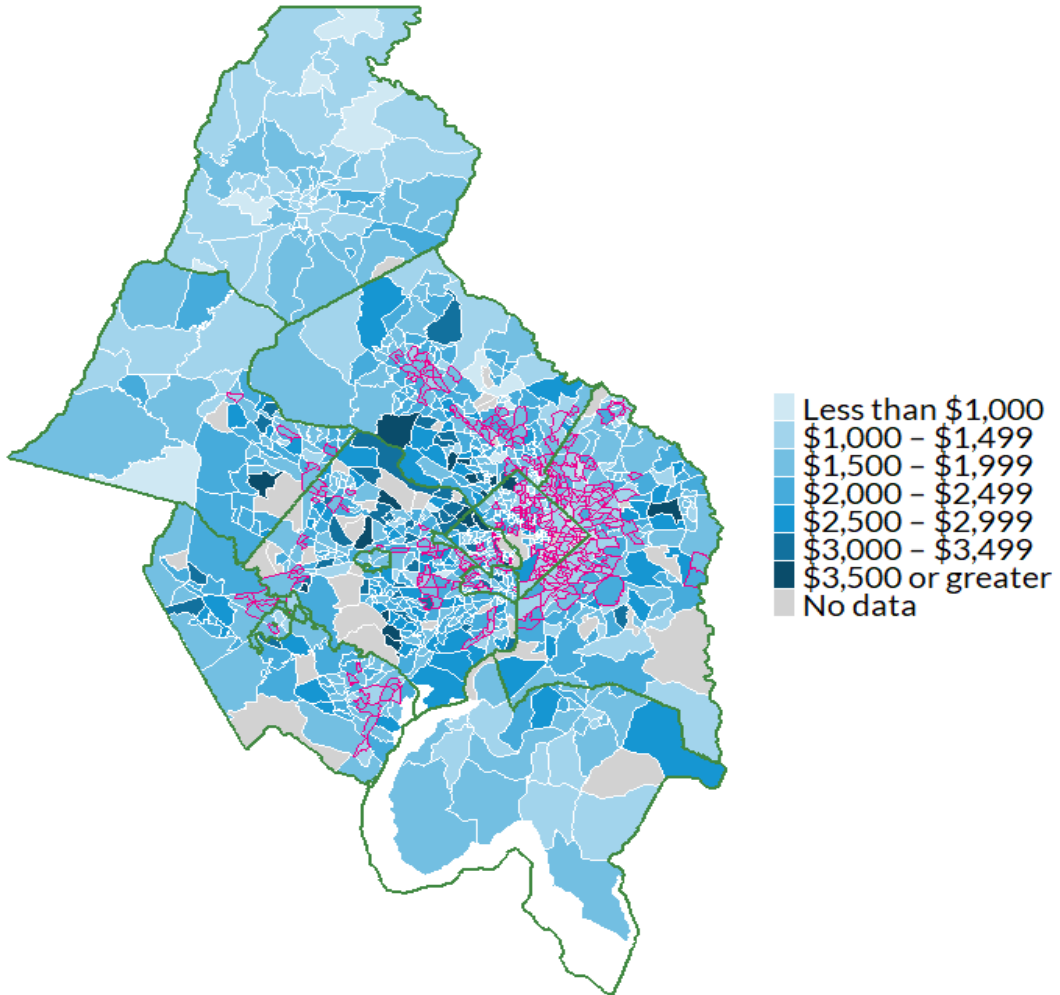 Less than $1,000
$1,000 – $1,499
$1,500 – $1,999
$2,000 – $2,499
$2,500 – $2,999
$3,000 – $3,499
$3,500 or greater
No data